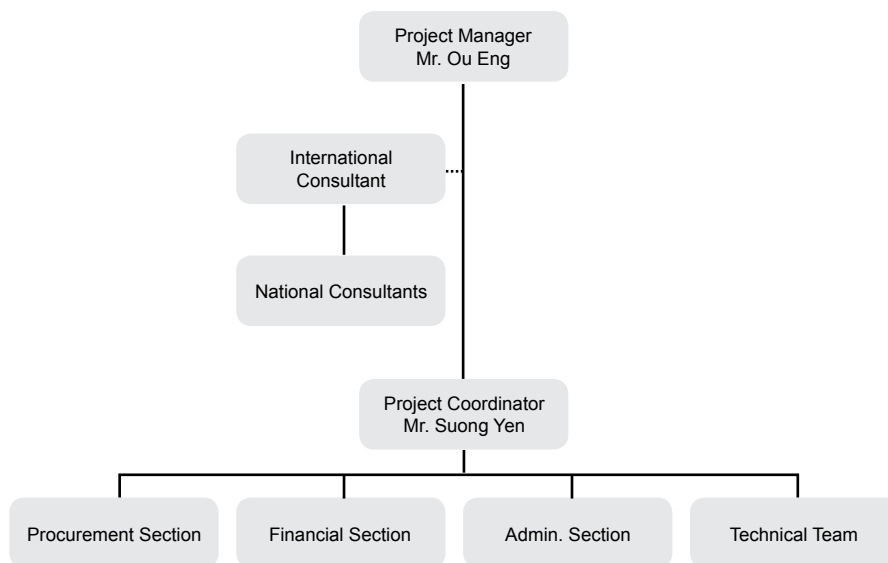 Project Manager
Mr. Ou Eng
International
Consultant
National Consultants
Project Coordinator
Mr. Suong Yen
Procurement Section
Financial Section
Admin. Section
Technical Team